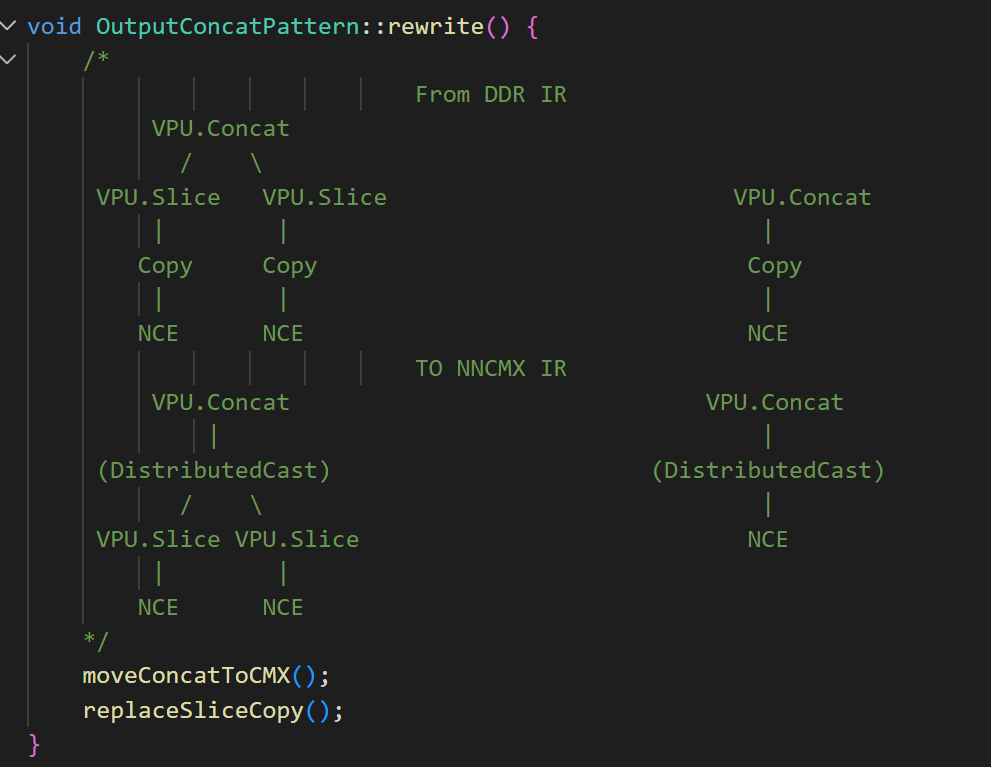 void OutputConcatPattern::rewrite() {
/*
From DDR IR
VPU.Concat
/ \
VPU.Slice VPU.Slice VPU.Concat
| | |
Copy Copy Copy
| | |
NCE NCE NCE
TO NNCMX IR
VPU.Concat VPU.Concat
| |
(DistributedCast) (DistributedCast)
/ \ |
VPU.Slice VPU.Slice NCE
| |
NCE NCE
*/
moveConcatToCMX();
replaceSliceCopy();
}